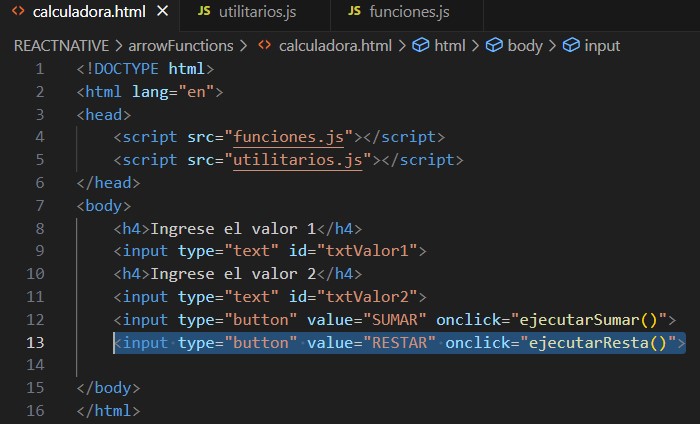 calculadora.html × JS utilitarios.js JS funciones.js
REACTNATIVE > arrowFunctions > calculadora.html > html > body > input
1 <!DOCTYPE html>
2 <html lang="en">
3 <head>
4 <script src="funciones.js"></script>
5 <script src="utilitarios.js"></script>
6 </head>
7 <body>
8 <h4>Ingrese el valor 1</h4>
9 <input type="text" id="txtValor1">
10 <h4>Ingrese el valor 2</h4>
11 <input type="text" id="txtValor2">
12 <input type="button" value="SUMAR" onclick="ejecutarSumar()">
13 <input type="button" value="RESTAR" onclick="ejecutarResta()">
14
15 </body>
16 </html>